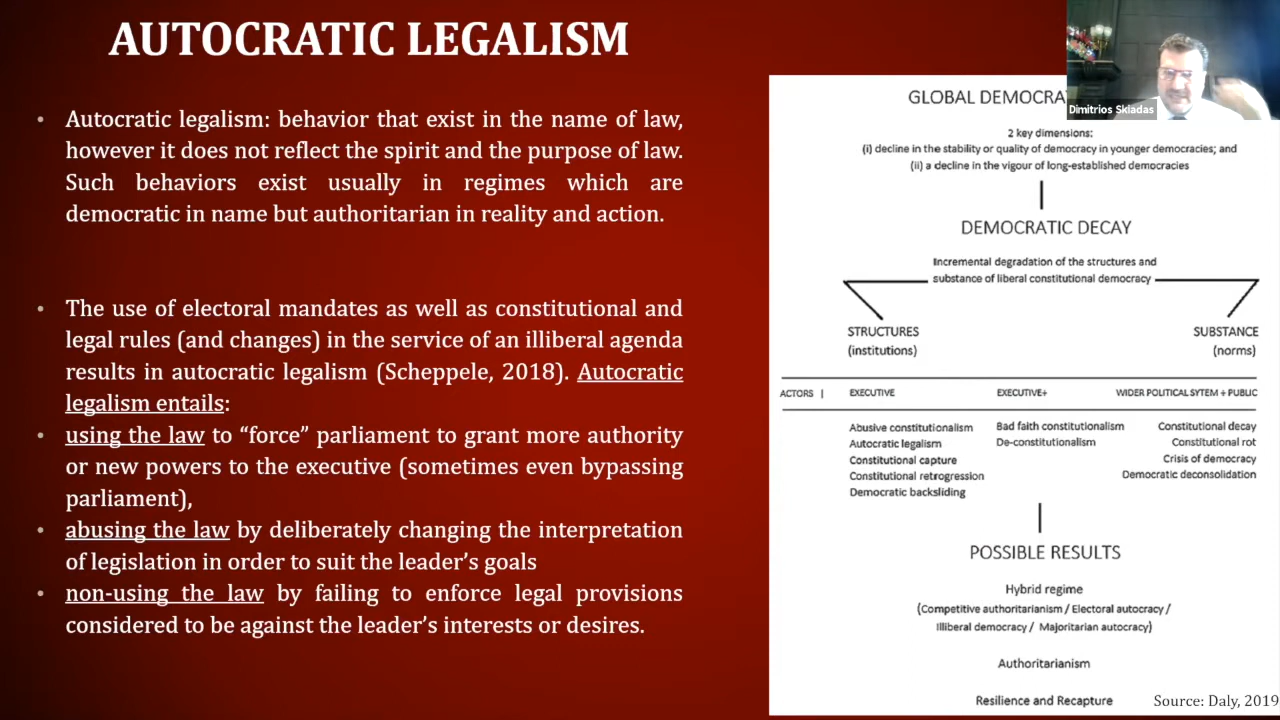 AUTOCRATIC LEGALISM
• Autocratic legalism: behavior that exist in the name of law,
however it does not reflect the spirit and the purpose of law.
Such behaviors exist usually in regimes which are
democratic in name but authoritarian in reality and action.
• The use of electoral mandates as well as constitutional and
legal rules (and changes) in the service of an illiberal agenda
results in autocratic legalism (Scheppele, 2018). Autocratic
legalism entails:
• using the law to “force” parliament to grant more authority
or new powers to the executive (sometimes even bypassing
parliament),
• abusing the law by deliberately changing the interpretation
of legislation in order to suit the leader’s goals
• non-using the law by failing to enforce legal provisions
considered to be against the leader’s interests or desires.
Dimitrios Skiadas
GLOBAL DEMOCRA
2 key dimensions:
(i) decline in the stability or quality of democracy in younger democracies; and
(ii) a decline in the vigour of long-established democracies
DEMOCRATIC DECAY
Incremental degradation of the structures and
substance of liberal constitutional democracy
STRUCTURES
(institutions)
SUBSTANCE
(norms)
ACTORS | EXECUTIVE EXECUTIVE+ WIDER POLITICAL SYTEM + PUBLIC
Abusive constitutionalism
Autocratic legalism
Constitutional capture
Constitutional retrogression
Democratic backsliding
Bad faith constitutionalism
De-constitutionalism
Constitutional decay
Constitutional rot
Crisis of democracy
Democratic deconsolidation
POSSIBLE RESULTS
Hybrid regime
(Competitive authoritarianism / Electoral autocracy /
Illiberal democracy / Majoritarian autocracy)
Authoritarianism
Resilience and Recapture
Source: Daly, 2019